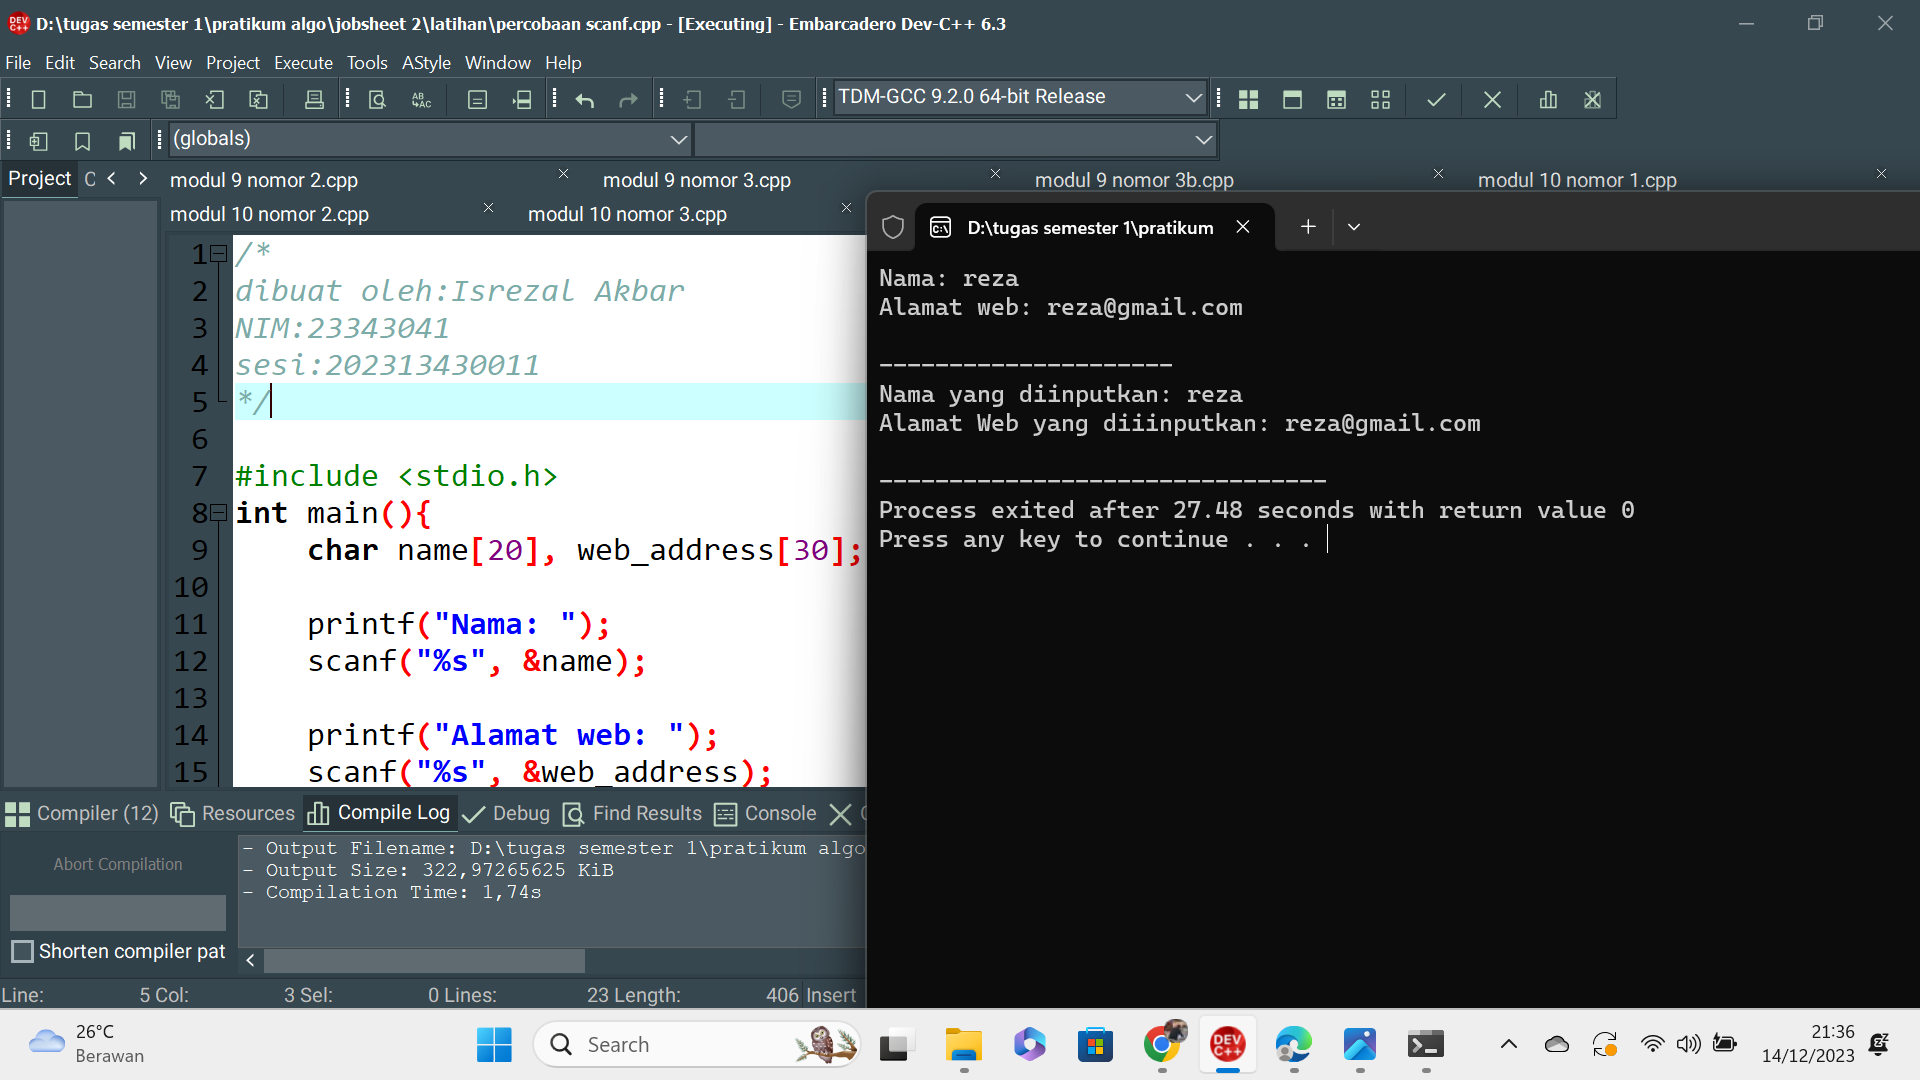 D:\tugas semester 1\pratikum algo\jobsheet 2\latihan\percobaan scanf.cpp - [Executing] - Embarcadero Dev-C++ 6.3
File Edit Search View Project Execute Tools AStyle Window Help
TDM-GCC 9.2.0 64-bit Release
(globals)
Project
modul 9 nomor 2.cpp
modul 9 nomor 3.cpp
modul 9 nomor 3b.cpp
modul 10 nomor 1.cpp
modul 10 nomor 2.cpp
modul 10 nomor 3.cpp
1 /*
2 dibuat oleh:Isrezal Akbar
3 NIM:23343041
4 sesi:202313430011
5 */
6
7 #include <stdio.h>
8 int main(){
9 char name[20], web_address[30];
10
11 printf("Nama: ");
12 scanf("%s", &name);
13
14 printf("Alamat web: ");
15 scanf("%s", &web_address);
D:\tugas semester 1\pratikum
Nama: reza
Alamat web: reza@gmail.com
---------------------
Nama yang diinputkan: reza
Alamat Web yang diiinputkan: reza@gmail.com
--------------------------------
Process exited after 27.48 seconds with return value 0
Press any key to continue . . .
Compiler (12) Resources Compile Log Debug Find Results Console
Abort Compilation
Shorten compiler pat
- Output Filename: D:\tugas semester 1\pratikum algo
- Output Size: 322,97265625 KiB
- Compilation Time: 1,74s
Line: 5 Col: 3 Sel: 0 Lines: 23 Length: 406 Insert
26°C
Berawan
Search
DEV C++
21:36
14/12/2023